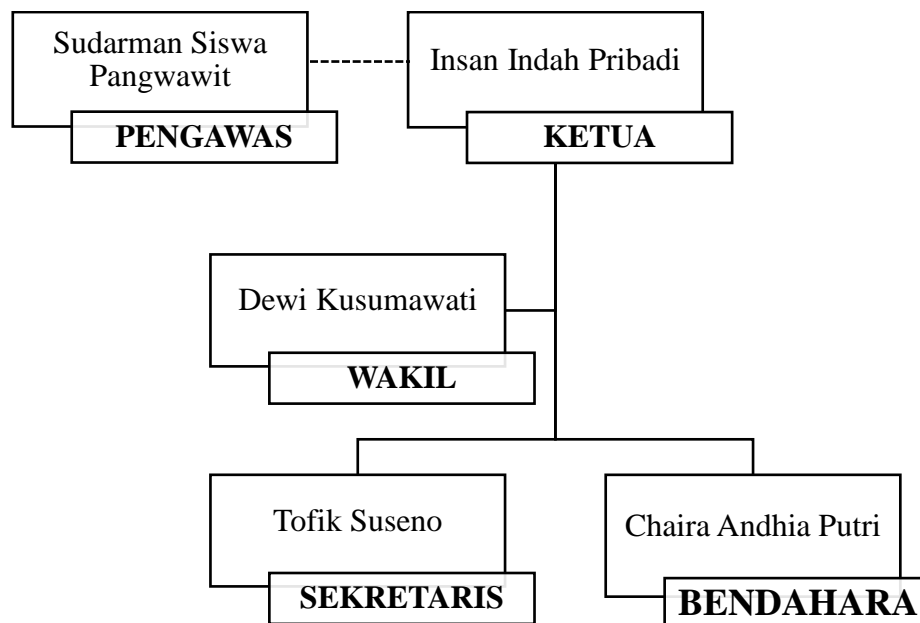 Sudarman Siswa
Pangwawit
PENGAWAS
Insan Indah Pribadi
KETUA
Dewi Kusumawati
WAKIL
Tofik Suseno
SEKRETARIS
Chaira Andhia Putri
BENDAHARA